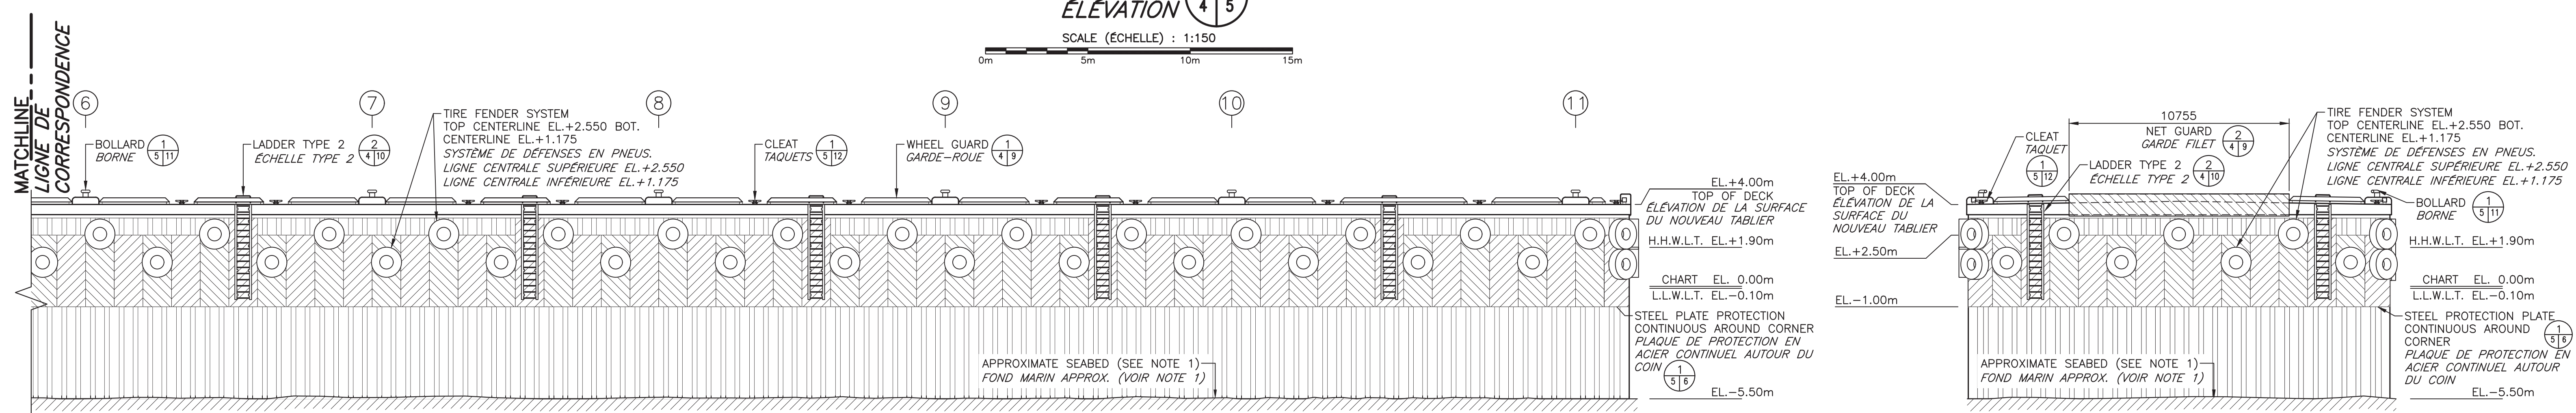 ÉLÉVATION
4 5
SCALE (ÉCHELLE) : 1:150
0m 5m 10m 15m
MATCHLINE
LIGNE DE
CORRESPONDENCE
6
7
8
9
10
11
BOLLARD
BORNE
1
5 11
LADDER TYPE 2
ÉCHELLE TYPE 2
2
4 10
TIRE FENDER SYSTEM
TOP CENTERLINE EL.+2.550 BOT.
CENTERLINE EL.+1.175
SYSTÈME DE DÉFENSES EN PNEUS.
LIGNE CENTRALE SUPÉRIEURE EL.+2.550
LIGNE CENTRALE INFÉRIEURE EL.+1.175
CLEAT
TAQUETS
1
5 12
WHEEL GUARD
GARDE-ROUE
1
4 9
EL.+4.00m
TOP OF DECK
ÉLÉVATION DE LA SURFACE
DU NOUVEAU TABLIER
H.H.W.L.T. EL.+1.90m
CHART EL. 0.00m
L.L.W.L.T. EL.-0.10m
STEEL PLATE PROTECTION
CONTINUOUS AROUND CORNER
PLAQUE DE PROTECTION EN
ACIER CONTINUEL AUTOUR DU
COIN
1
5 6
EL.-5.50m
APPROXIMATE SEABED (SEE NOTE 1)
FOND MARIN APPROX. (VOIR NOTE 1)
EL.+4.00m
TOP OF DECK
ÉLÉVATION DE LA
SURFACE DU
NOUVEAU TABLIER
EL.+2.50m
EL.-1.00m
CLEAT
TAQUET
1
5 12
LADDER TYPE 2
ÉCHELLE TYPE 2
2
4 10
10755
NET GUARD
GARDE FILET
2
4 9
TIRE FENDER SYSTEM
TOP CENTERLINE EL.+2.550 BOT.
CENTERLINE EL.+1.175
SYSTÈME DE DÉFENSES EN PNEUS.
LIGNE CENTRALE SUPÉRIEURE EL.+2.550
LIGNE CENTRALE INFÉRIEURE EL.+1.175
BOLLARD
BORNE
1
5 11
H.H.W.L.T. EL.+1.90m
CHART EL. 0.00m
L.L.W.L.T. EL.-0.10m
STEEL PROTECTION PLATE
CONTINUOUS AROUND
CORNER
PLAQUE DE PROTECTION EN
ACIER CONTINUEL AUTOUR
DU COIN
1
5 6
EL.-5.50m
APPROXIMATE SEABED (SEE NOTE 1)
FOND MARIN APPROX. (VOIR NOTE 1)